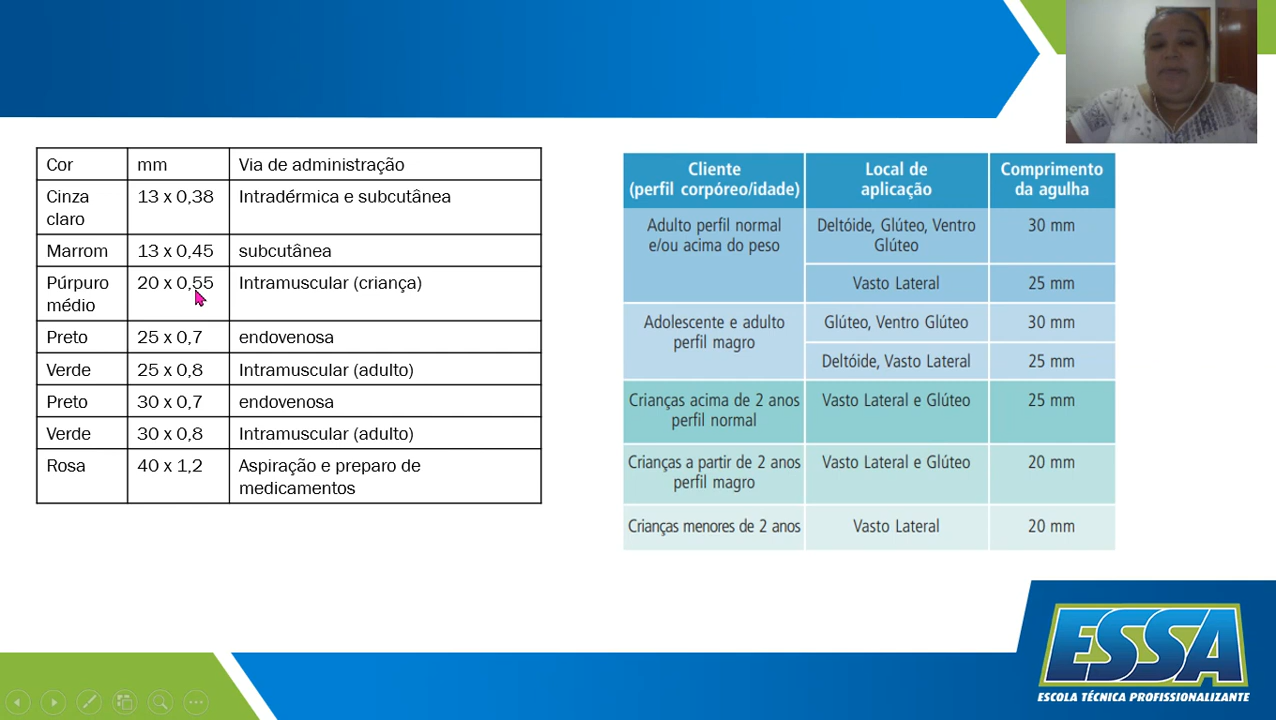 Cor mm Via de administração
Cinza claro 13 x 0,38 Intradérmica e subcutânea
Marrom 13 x 0,45 subcutânea
Púrpuro médio 20 x 0,55 Intramuscular (criança)
Preto 25 x 0,7 endovenosa
Verde 25 x 0,8 Intramuscular (adulto)
Preto 30 x 0,7 endovenosa
Verde 30 x 0,8 Intramuscular (adulto)
Rosa 40 x 1,2 Aspiração e preparo de medicamentos
Cliente (perfil corpóreo/idade) Local de aplicação Comprimento da agulha
Adulto perfil normal e/ou acima do peso Deltóide, Glúteo, Ventro Glúteo 30 mm
Vasto Lateral 25 mm
Adolescente e adulto perfil magro Glúteo, Ventro Glúteo 30 mm
Deltóide, Vasto Lateral 25 mm
Crianças acima de 2 anos perfil normal Vasto Lateral e Glúteo 25 mm
Crianças a partir de 2 anos perfil magro Vasto Lateral e Glúteo 20 mm
Crianças menores de 2 anos Vasto Lateral 20 mm
ESSA
ESCOLA TÉCNICA PROFISSIONALIZANTE